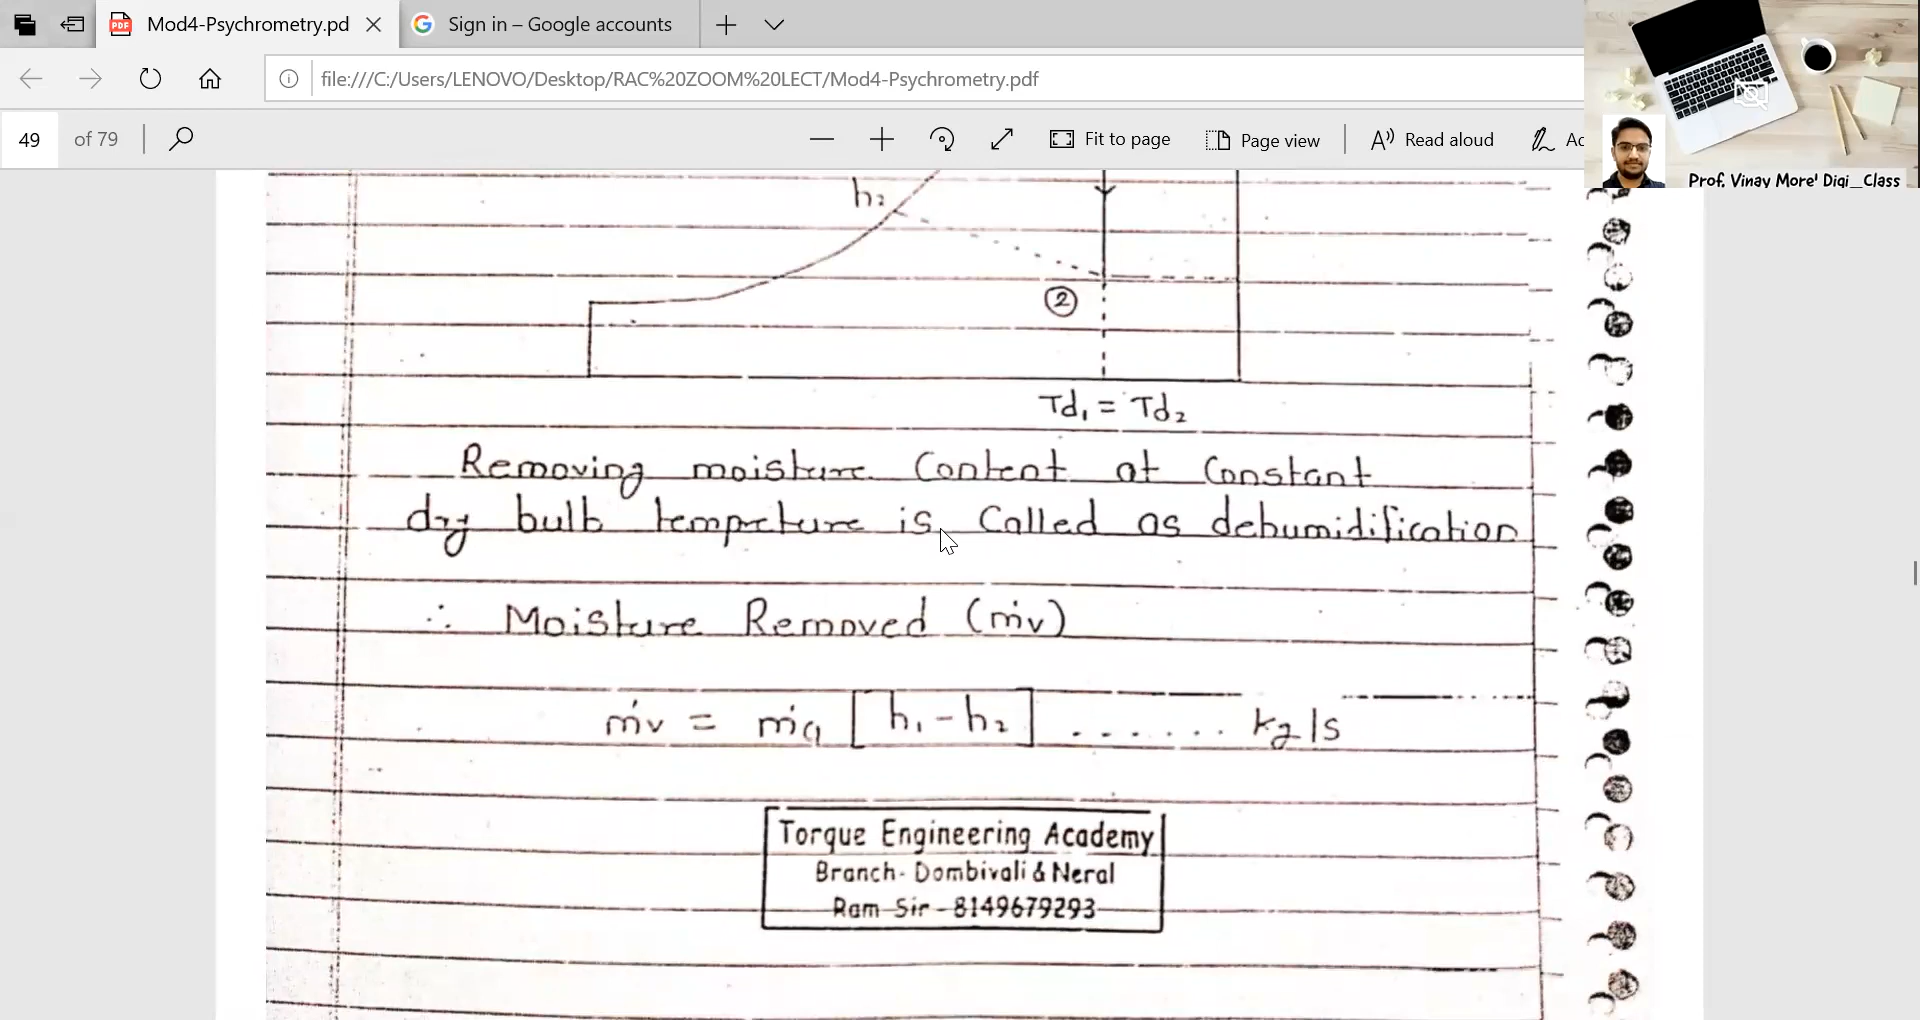 Mod4-Psychrometry.pd
Sign in – Google accounts
file:///C:/Users/LENOVO/Desktop/RAC%20ZOOM%20LECT/Mod4-Psychrometry.pdf
49 of 79
Fit to page
Page view
Read aloud
Ad
Prof. Vinay More' Digi_Class
h₂
②
Td₁ = Td₂
Removing moisture Content at Constant
dry bulb tempreture is Called as dehumidification
∴ Moisture Removed (ṁv)
ṁv = ṁa [h₁ - h₂] ....... kg/s
Torque Engineering Academy
Branch- Dombivali & Neral
Ram Sir - 8149679293